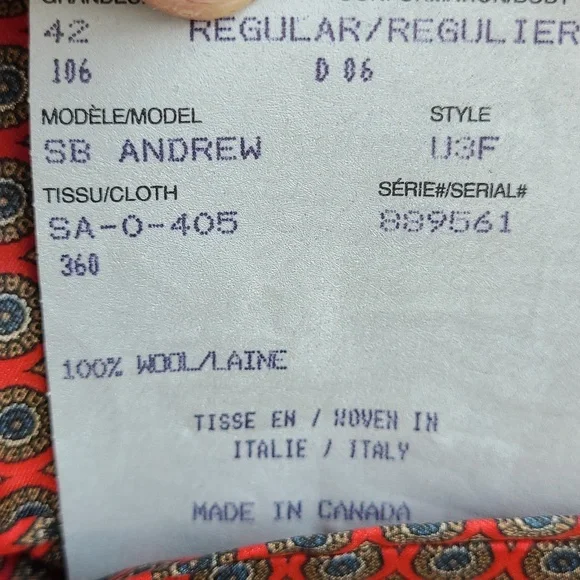 42 REGULAR/REGULIER
106 D 06
MODÈLE/MODEL STYLE
SB ANDREW U3F
TISSU/CLOTH SÉRIE#/SERIAL#
SA-0-405 889561
360
100% WOOL/LAINE
TISSE EN / WOVEN IN
ITALIE / ITALY
MADE IN CANADA